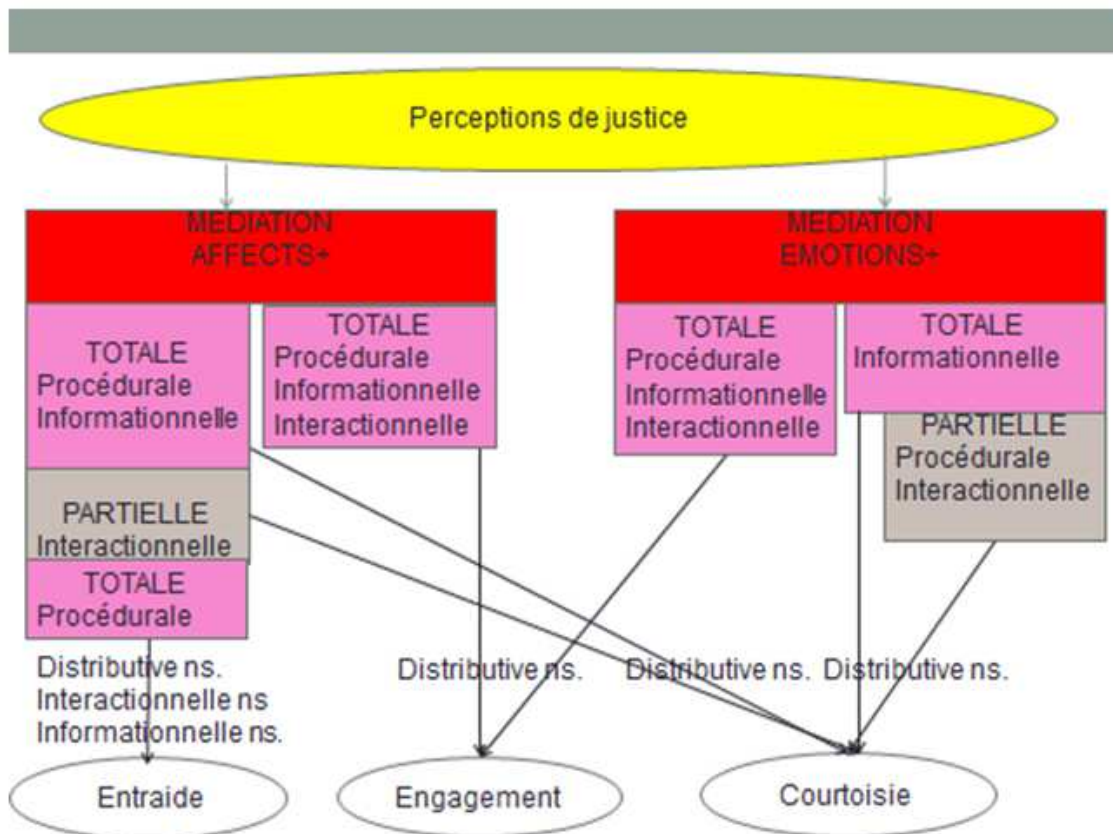 Perceptions de justice
MEDIATION
AFFECTS+
MEDIATION
EMOTIONS+
TOTALE
Procédurale
Informationnelle
TOTALE
Procédurale
Informationnelle
Interactionnelle
TOTALE
Procédurale
Informationnelle
Interactionnelle
TOTALE
Informationnelle
PARTIELLE
Procédurale
Interactionnelle
PARTIELLE
Interactionnelle
TOTALE
Procédurale
Distributive ns.
Interactionnelle ns
Informationnelle ns.
Distributive ns.
Distributive ns.
Distributive ns.
Entraide
Engagement
Courtoisie